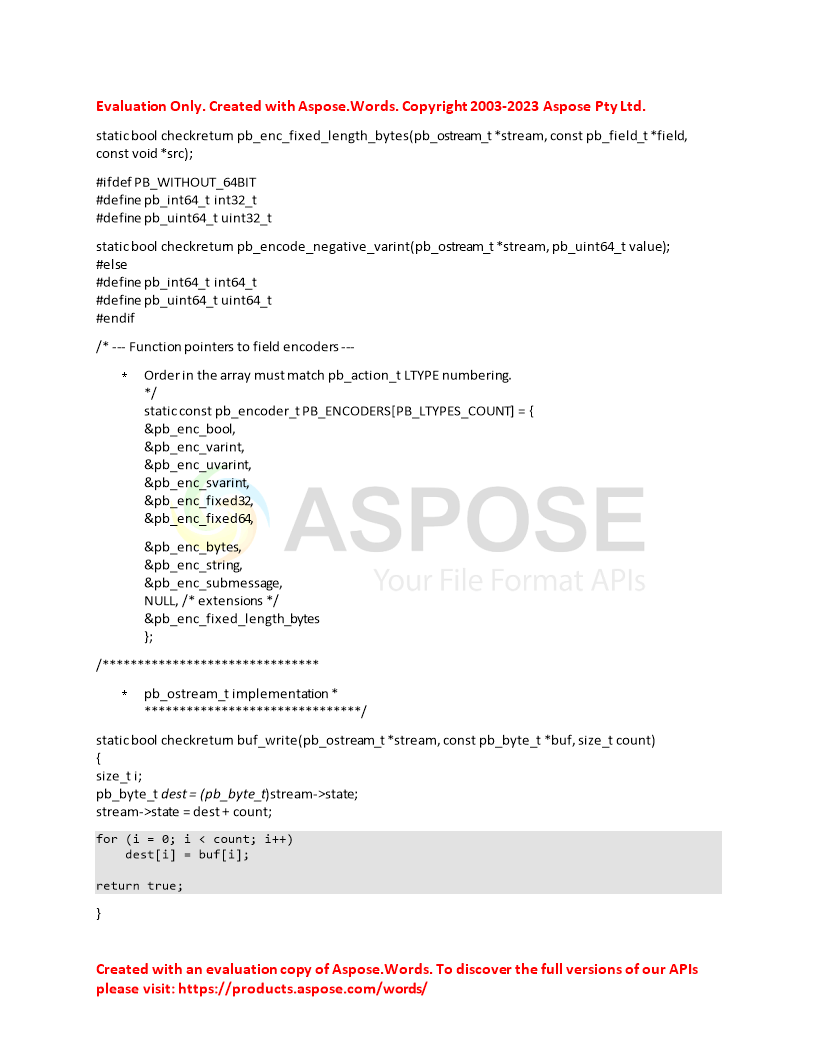 Evaluation Only. Created with Aspose.Words. Copyright 2003-2023 Aspose Pty Ltd.
static bool checkreturn pb_enc_fixed_length_bytes(pb_ostream_t *stream, const pb_field_t *field,
const void *src);
#ifdef PB_WITHOUT_64BIT
#define pb_int64_t int32_t
#define pb_uint64_t uint32_t
static bool checkreturn pb_encode_negative_varint(pb_ostream_t *stream, pb_uint64_t value);
#else
#define pb_int64_t int64_t
#define pb_uint64_t uint64_t
#endif
/* --- Function pointers to field encoders ---
* Order in the array must match pb_action_t LTYPE numbering.
*/
static const pb_encoder_t PB_ENCODERS[PB_LTYPES_COUNT] = {
&pb_enc_bool,
&pb_enc_varint,
&pb_enc_uvarint,
&pb_enc_svarint,
&pb_enc_fixed32,
&pb_enc_fixed64,
ASPOSE
&pb_enc_bytes,
&pb_enc_string,
&pb_enc_submessage,
Your File Format APIs
NULL, /* extensions */
&pb_enc_fixed_length_bytes
};
/*******************************
* pb_ostream_t implementation *
*******************************/
static bool checkreturn buf_write(pb_ostream_t *stream, const pb_byte_t *buf, size_t count)
{
size_t i;
pb_byte_t dest = (pb_byte_t)stream->state;
stream->state = dest + count;
for (i = 0; i < count; i++)
    dest[i] = buf[i];
return true;
}
Created with an evaluation copy of Aspose.Words. To discover the full versions of our APIs
please visit: https://products.aspose.com/words/